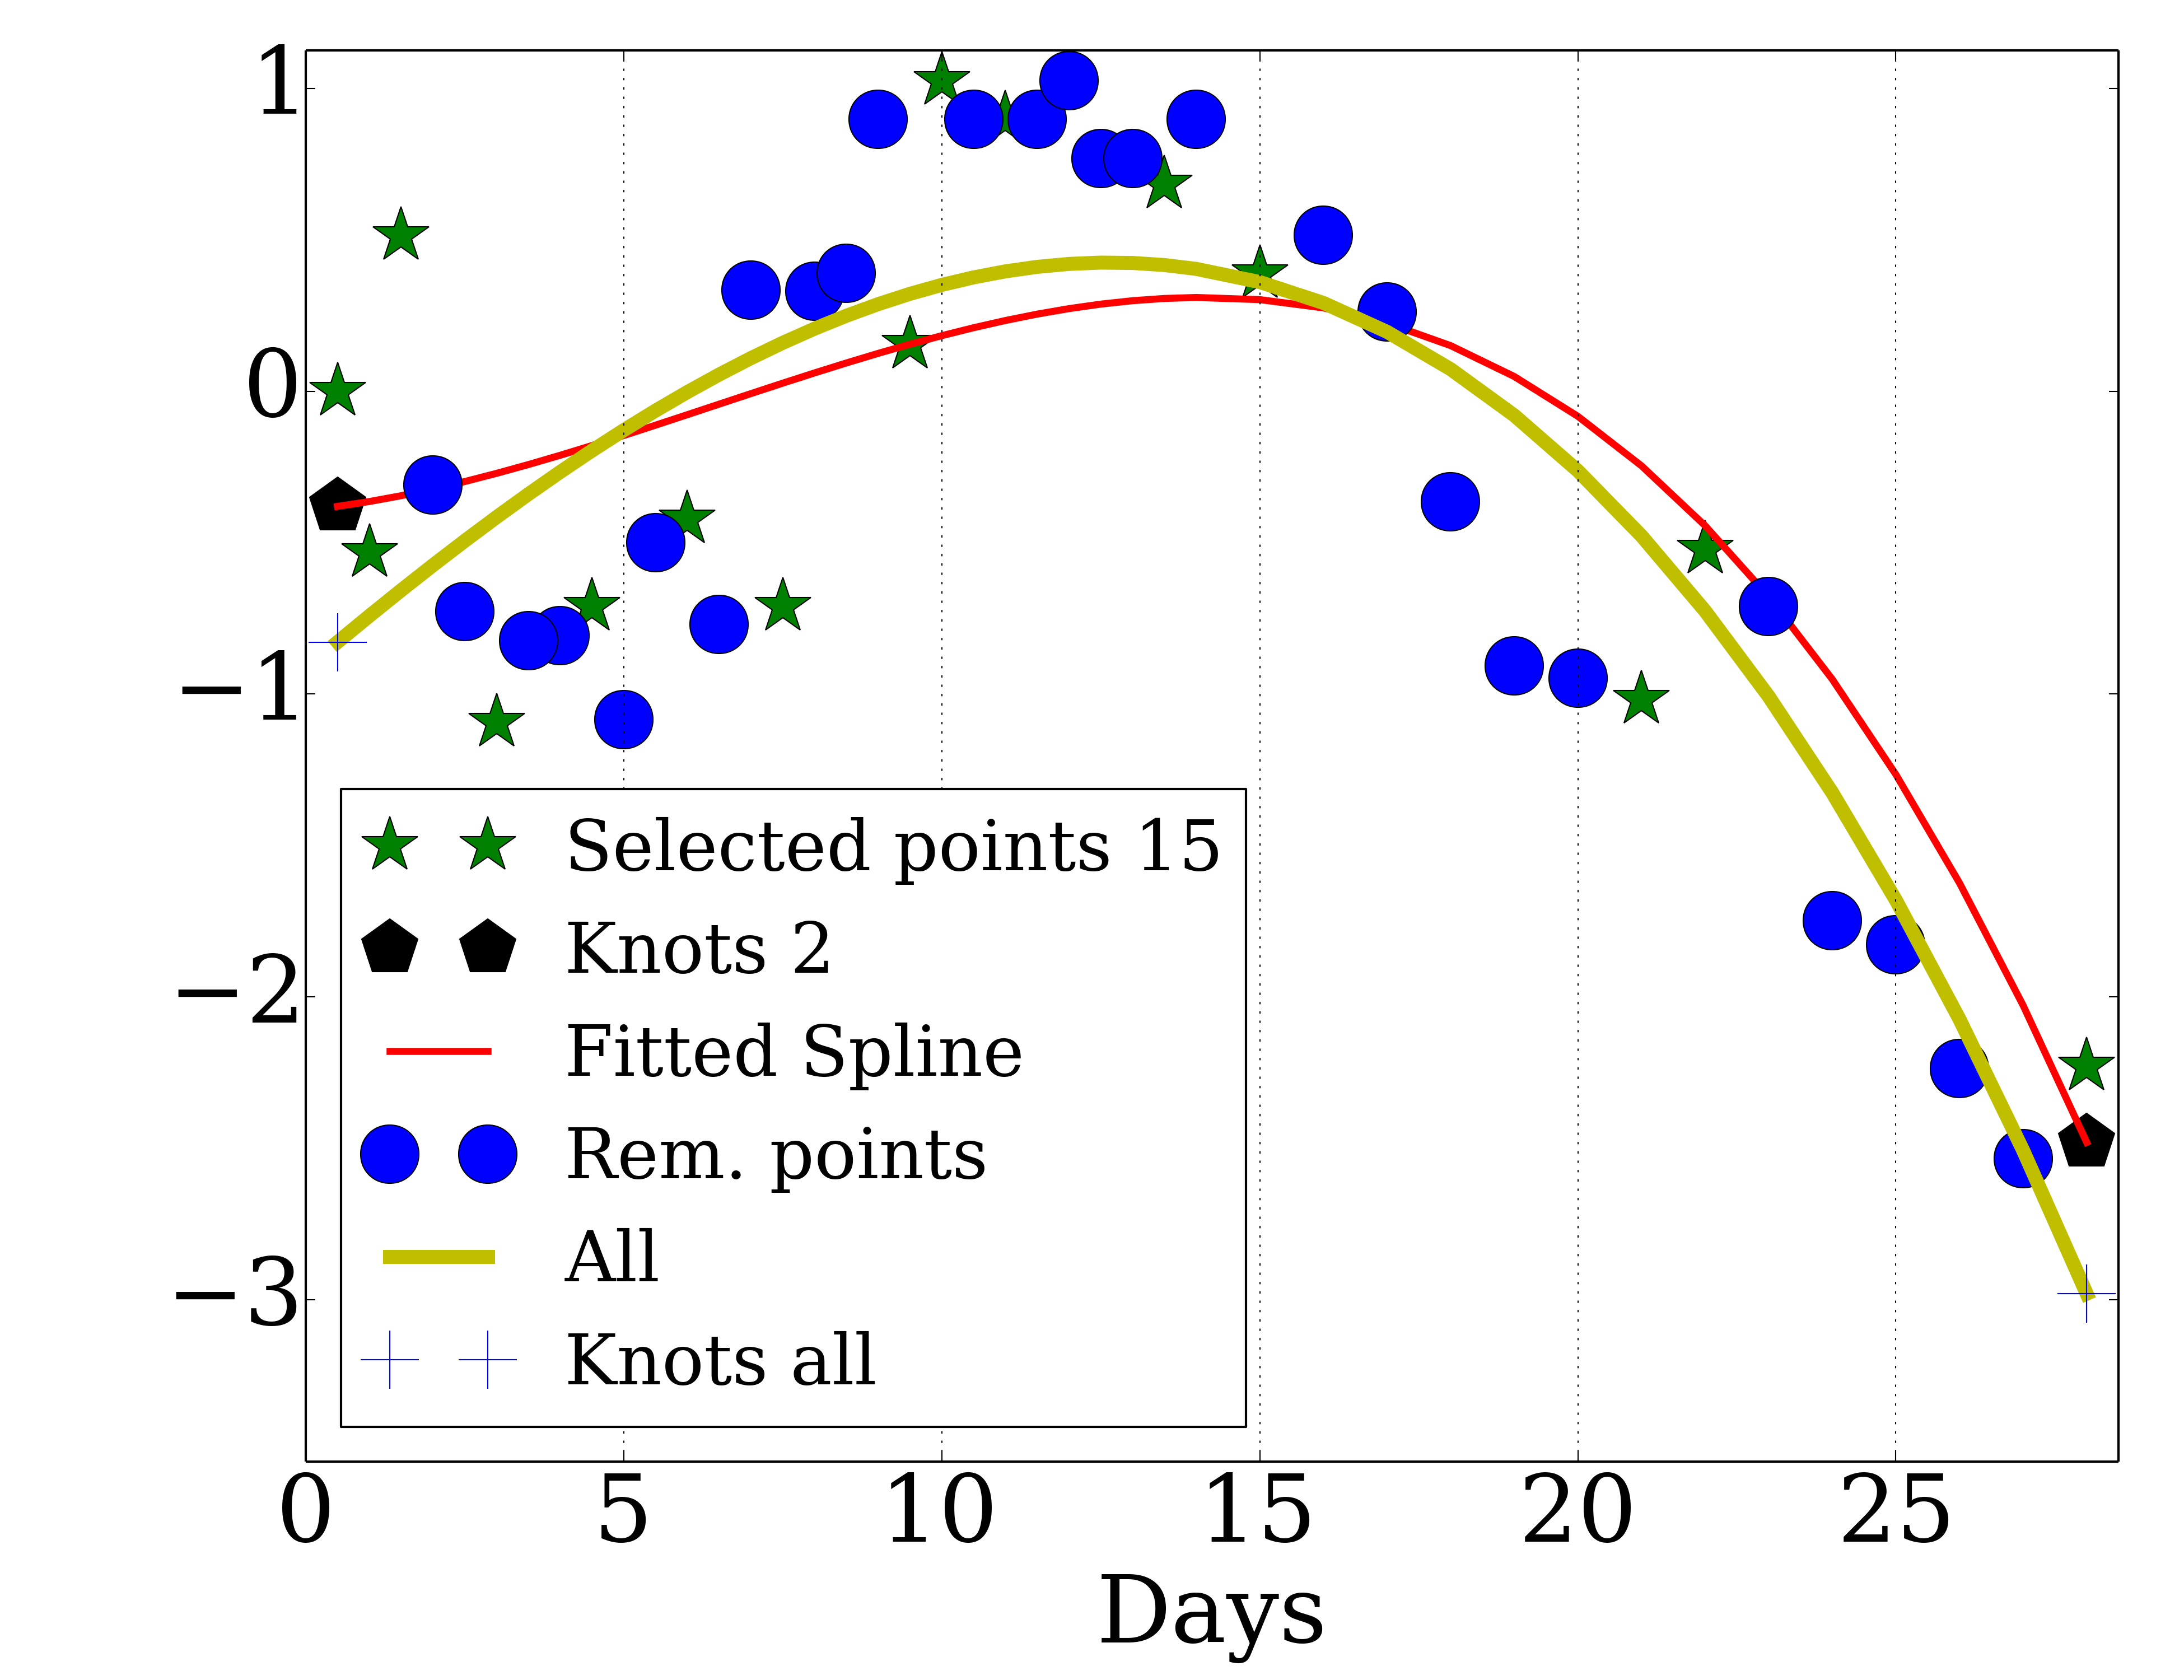 1
0
−1
−2
−3
Selected points 15
Knots 2
Fitted Spline
Rem. points
All
Knots all
0 5 10 15 20 25
Days